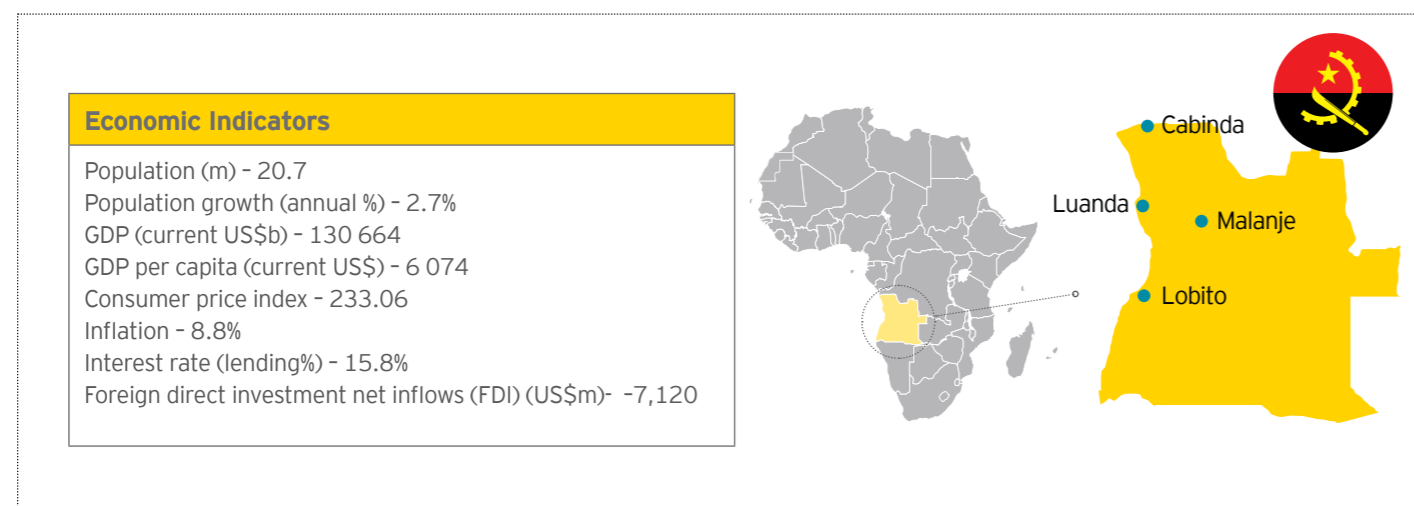 Economic Indicators
Population (m) – 20.7
Population growth (annual %) – 2.7%
GDP (current US$b) – 130 664
GDP per capita (current US$) – 6 074
Consumer price index – 233.06
Inflation – 8.8%
Interest rate (lending%) – 15.8%
Foreign direct investment net inflows (FDI) (US$m)- –7,120
Cabinda
Luanda
Malanje
Lobito